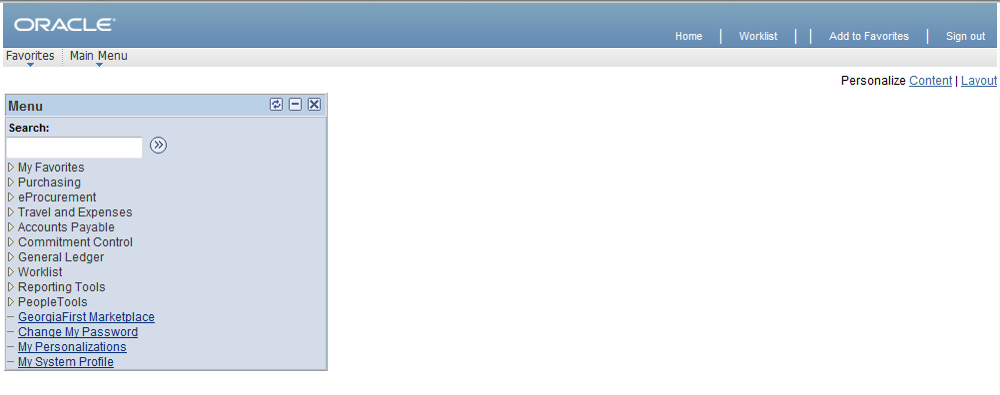 ORACLE
Home | Worklist | | Add to Favorites | Sign out
Favorites Main Menu
Personalize Content | Layout
Menu
Search:
My Favorites
Purchasing
eProcurement
Travel and Expenses
Accounts Payable
Commitment Control
General Ledger
Worklist
Reporting Tools
PeopleTools
GeorgiaFirst Marketplace
Change My Password
My Personalizations
My System Profile